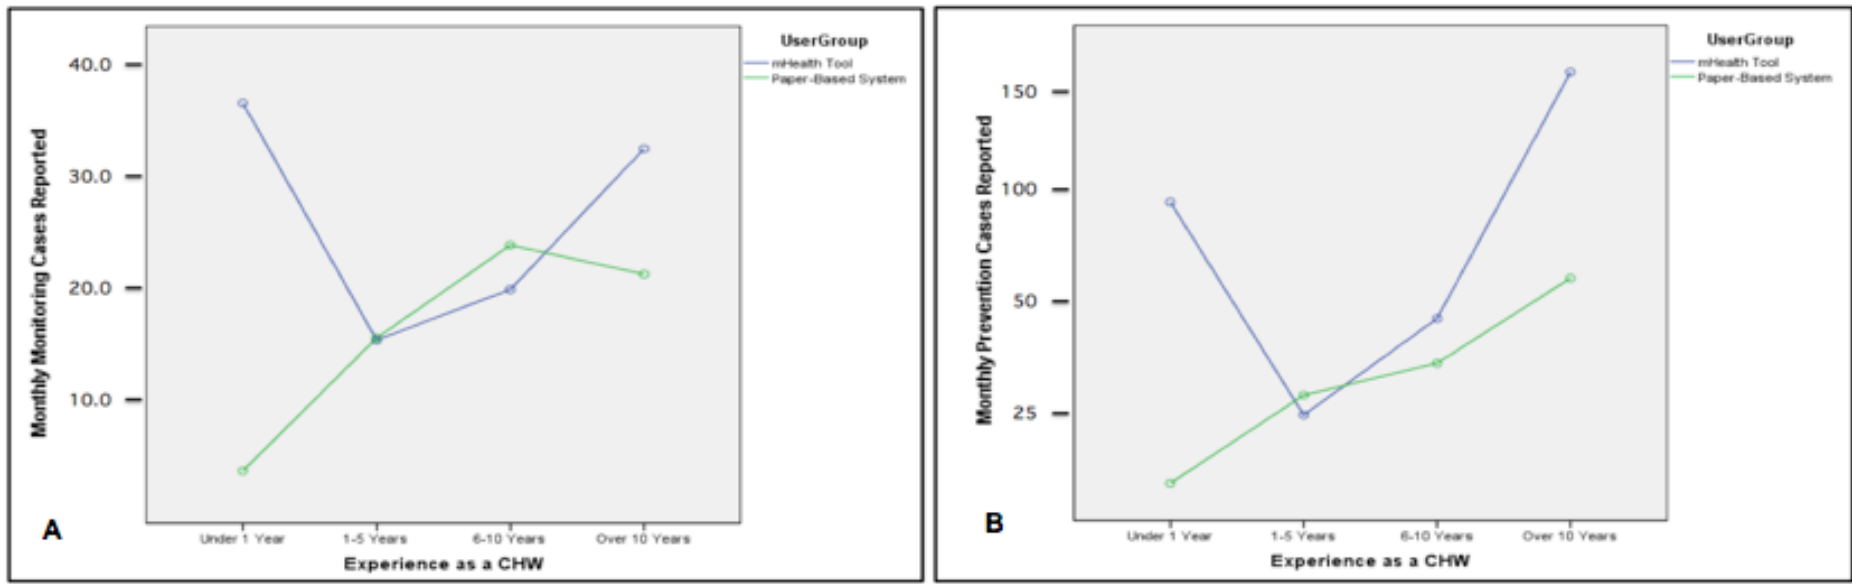 UserGroup
mHealth Tool
Paper-Based System
40.0
30.0
20.0
10.0
Monthly Monitoring Cases Reported
Under 1 Year
1-5 Years
6-10 Years
Over 10 Years
Experience as a CHW
A
UserGroup
mHealth Tool
Paper-Based System
150
100
50
25
Monthly Prevention Cases Reported
Under 1 Year
1-5 Years
6-10 Years
Over 10 Years
Experience as a CHW
B